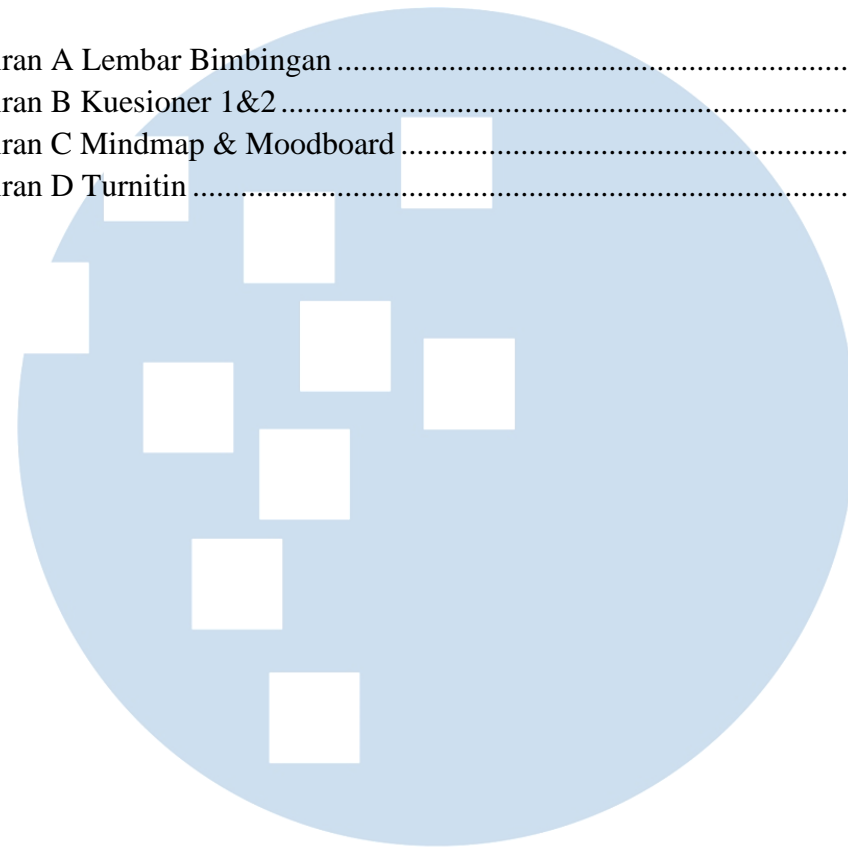 ran A Lembar Bimbingan ........................................................................
ran B Kuesioner 1&2 ...............................................................................
ran C Mindmap & Moodboard ...............................................................
ran D Turnitin ..........................................................................................